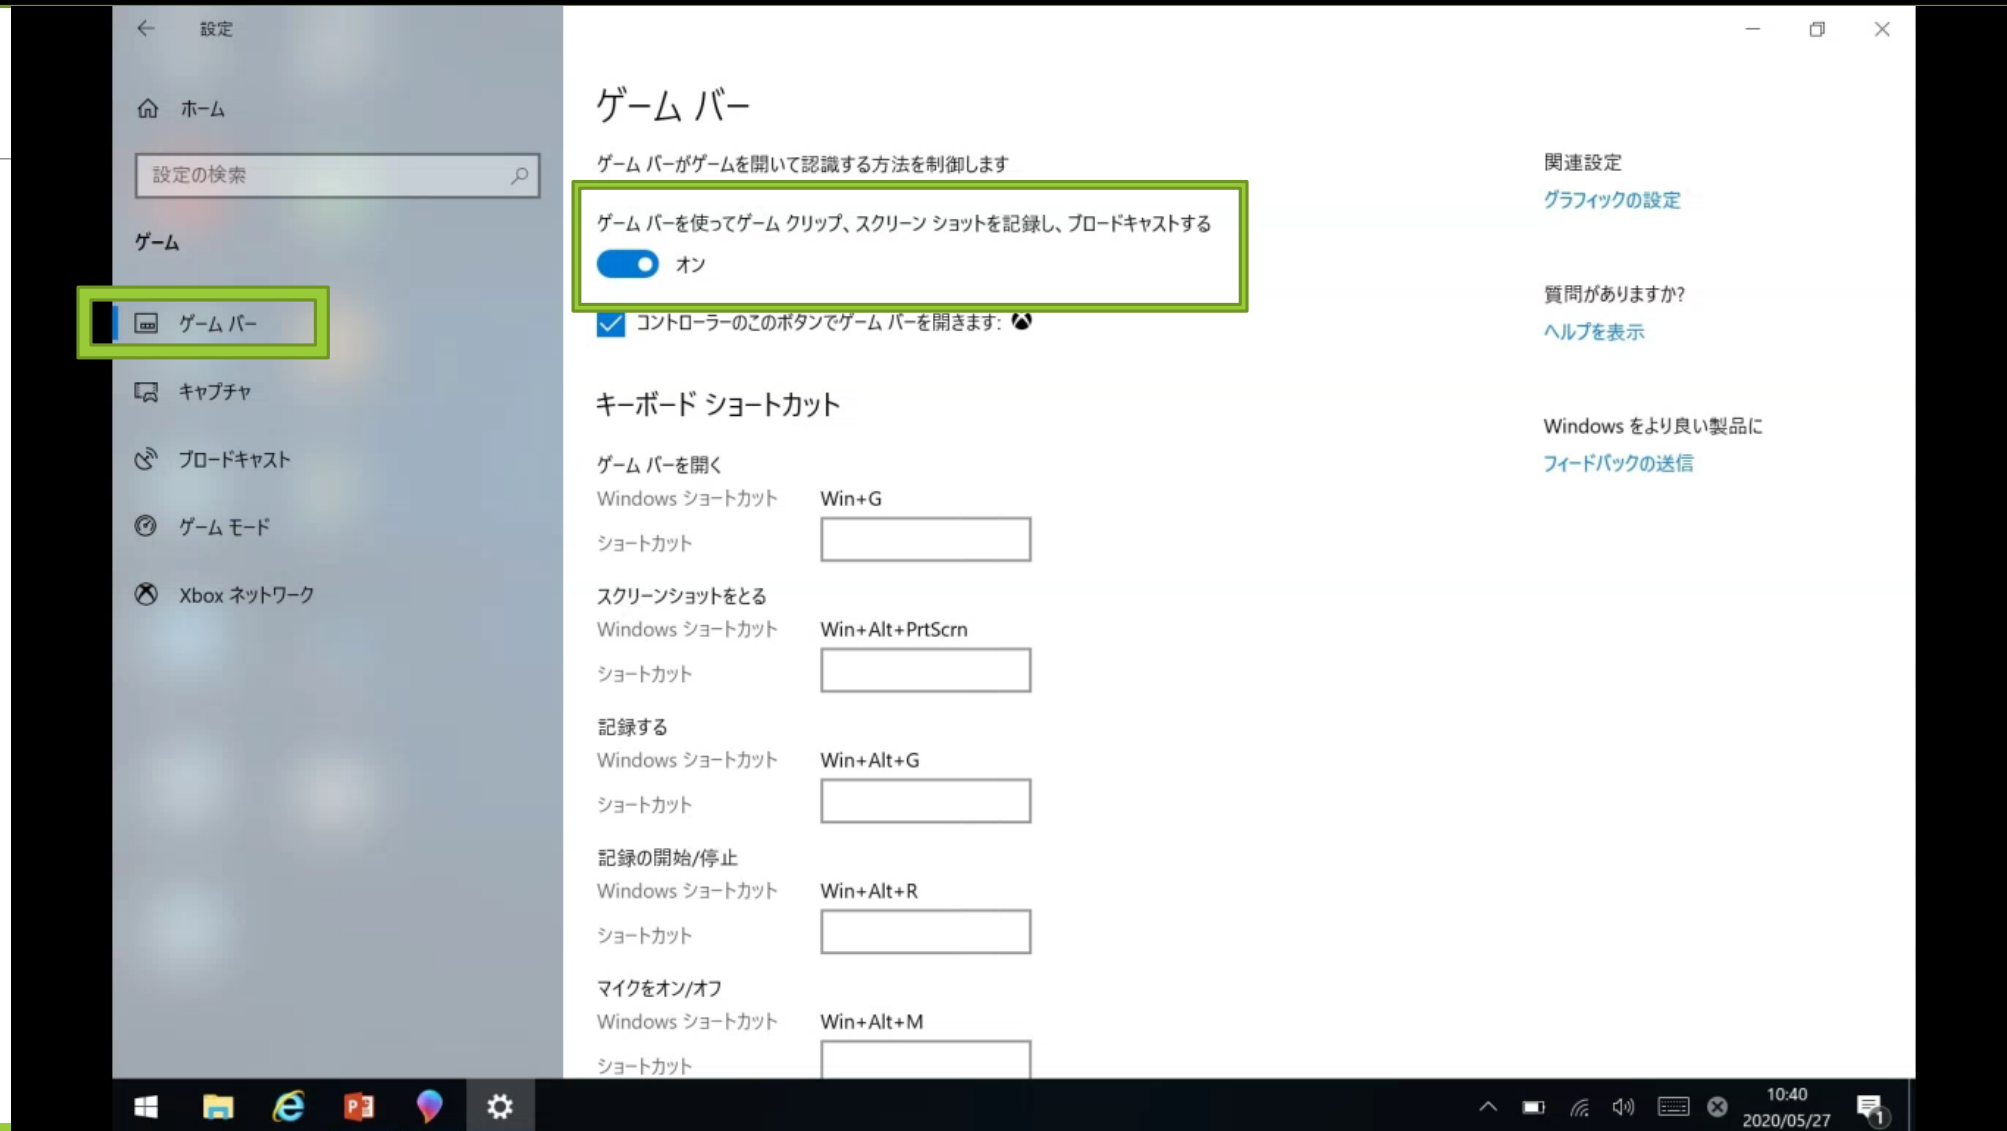 設定
ホーム
設定の検索
ゲーム
ゲーム バー
キャプチャ
ブロードキャスト
ゲーム モード
Xbox ネットワーク
ゲーム バー
ゲーム バーがゲームを開いて認識する方法を制御します
ゲーム バーを使ってゲーム クリップ、スクリーン ショットを記録し、ブロードキャストする
オン
コントローラーのこのボタンでゲーム バーを開きます:
キーボード ショートカット
ゲーム バーを開く
Windows ショートカット Win+G
ショートカット
スクリーンショットをとる
Windows ショートカット Win+Alt+PrtScrn
ショートカット
記録する
Windows ショートカット Win+Alt+G
ショートカット
記録の開始/停止
Windows ショートカット Win+Alt+R
ショートカット
マイクをオン/オフ
Windows ショートカット Win+Alt+M
ショートカット
関連設定
グラフィックの設定
質問がありますか?
ヘルプを表示
Windows をより良い製品に
フィードバックの送信
10:40
2020/05/27
1